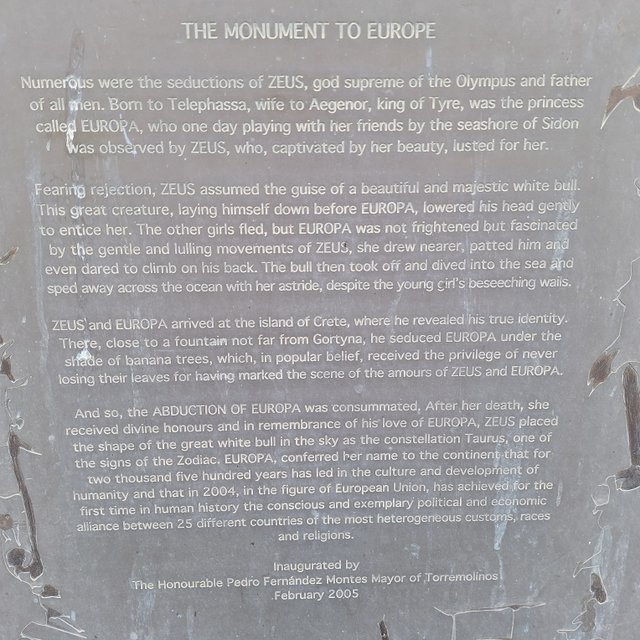 THE MONUMENT TO EUROPE
Numerous were the seductions of ZEUS, god supreme of the Olympus and father
of all men. Born to Telephassa, wife to Aegenor, king of Tyre, was the princess
called EUROPA, who one day playing with her friends by the seashore of Sidon
was observed by ZEUS, who, captivated by her beauty, lusted for her.
Fearing rejection, ZEUS assumed the guise of a beautiful and majestic white bull.
This great creature, laying himself down before EUROPA, lowered his head gently
to entice her. The other girls fled, but EUROPA was not frightened but fascinated
by the gentle and lulling movements of ZEUS, she drew nearer, patted him and
even dared to climb on his back. The bull then took off and dived into the sea and
sped away across the ocean with her astride, despite the young girl's beseeching wails.
ZEUS and EUROPA arrived at the island of Crete, where he revealed his true identity.
There, close to a fountain not far from Gortyna, he seduced EUROPA under the
shade of banana trees, which, in popular belief, received the privilege of never
losing their leaves for having marked the scene of the amours of ZEUS and EUROPA.
And so, the ABDUCTION OF EUROPA was consummated, After her death, she
received divine honours and in remembrance of his love of EUROPA, ZEUS placed
the shape of the great white bull in the sky as the constellation Taurus, one of
the signs of the Zodiac. EUROPA, conferred her name to the continent that for
two thousand five hundred years has led in the culture and development of
humanity and that in 2004, in the figure of European Union, has achieved for the
first time in human history the conscious and exemplary political and economic
alliance between 25 different countries of the most heterogeneous customs, races
and religions.
Inaugurated by
The Honourable Pedro Fernández Montes Mayor of Torremolinos
February 2005